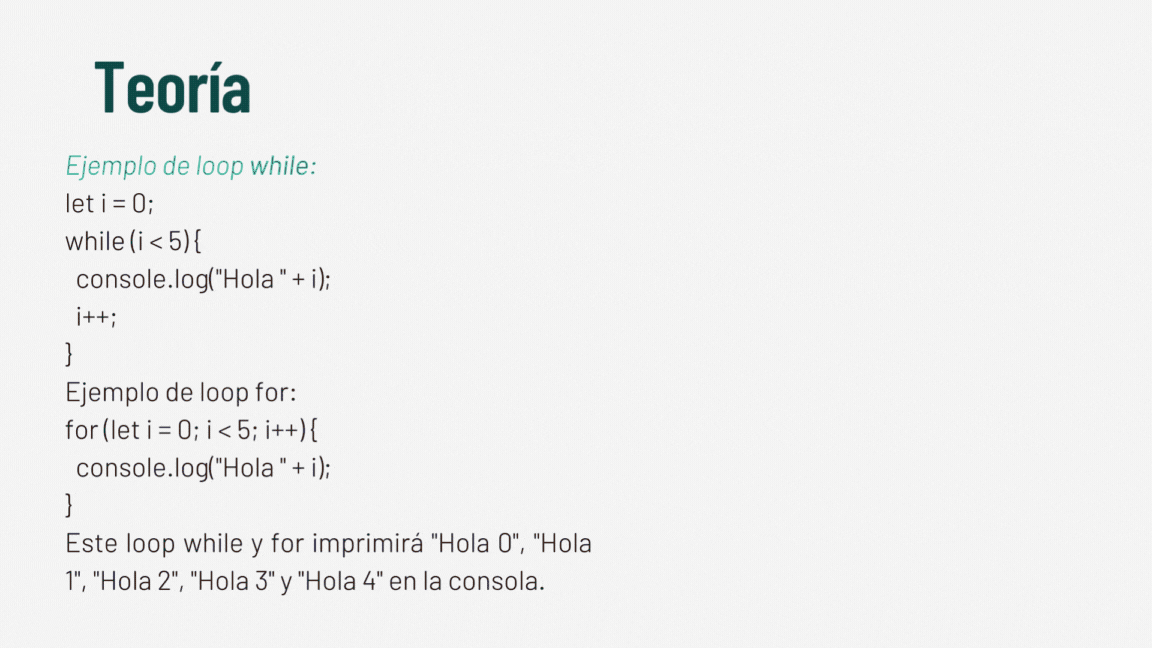 Teoría
Ejemplo de loop while:
let i = 0;
while (i < 5) {
  console.log("Hola " + i);
  i++;
}
Ejemplo de loop for:
for (let i = 0; i < 5; i++) {
  console.log("Hola " + i);
}
Este loop while y for imprimirá "Hola 0", "Hola
1", "Hola 2", "Hola 3" y "Hola 4" en la consola.